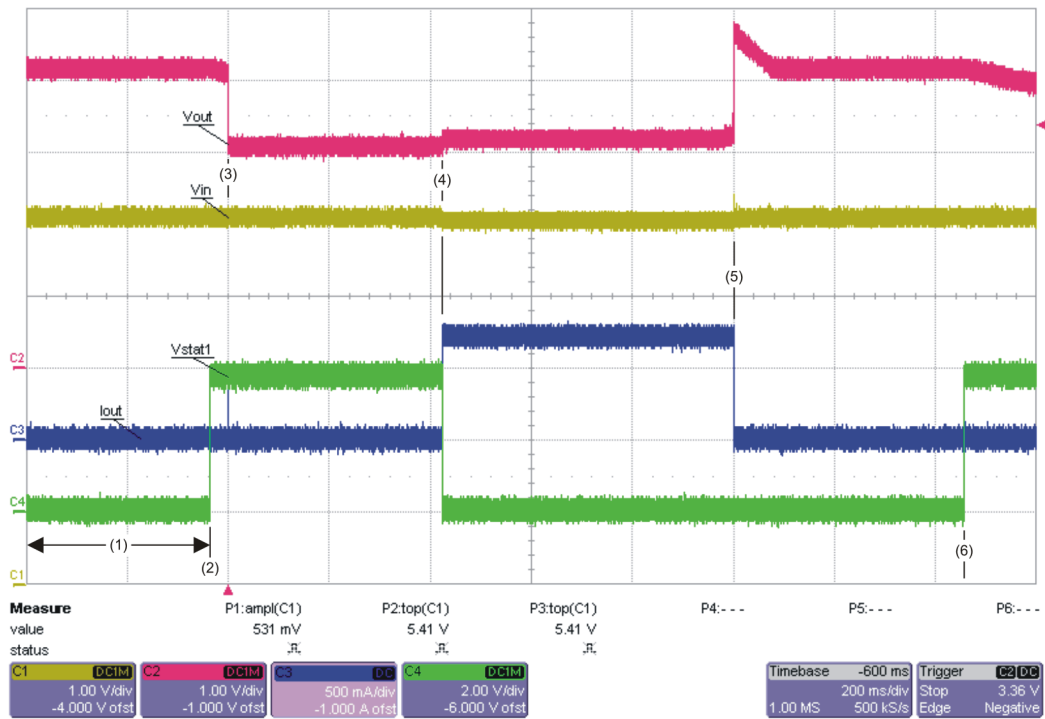 Vout
(3)
(4)
Vin
(5)
C2
Vstat1
Iout
C3
C4
(1)
(2)
(6)
C1
Measure P1:ampl(C1) P2:top(C1) P3:top(C1) P4:- - - P5:- - - P6:- - -
value 531 mV 5.41 V 5.41 V
status
C1 DC1M C2 DC1M C3 DC C4 DC1M Timebase -600 ms Trigger C2 DC
1.00 V/div 1.00 V/div 500 mA/div 2.00 V/div 200 ms/div Stop 3.36 V
-4.000 V ofst -1.000 V ofst -1.000 A ofst -6.000 V ofst 1.00 MS 500 kS/s Edge Negative